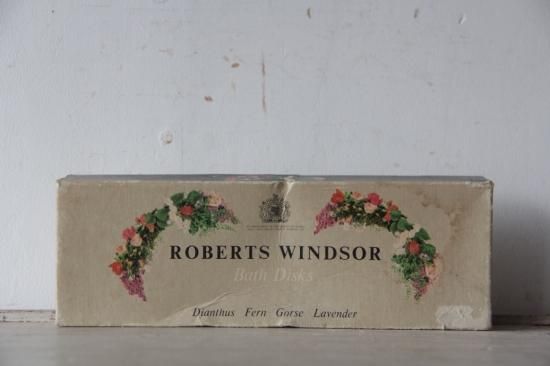 ROBERTS WINDSOR
Bath Disks
Dianthus Fern Gorse Lavender